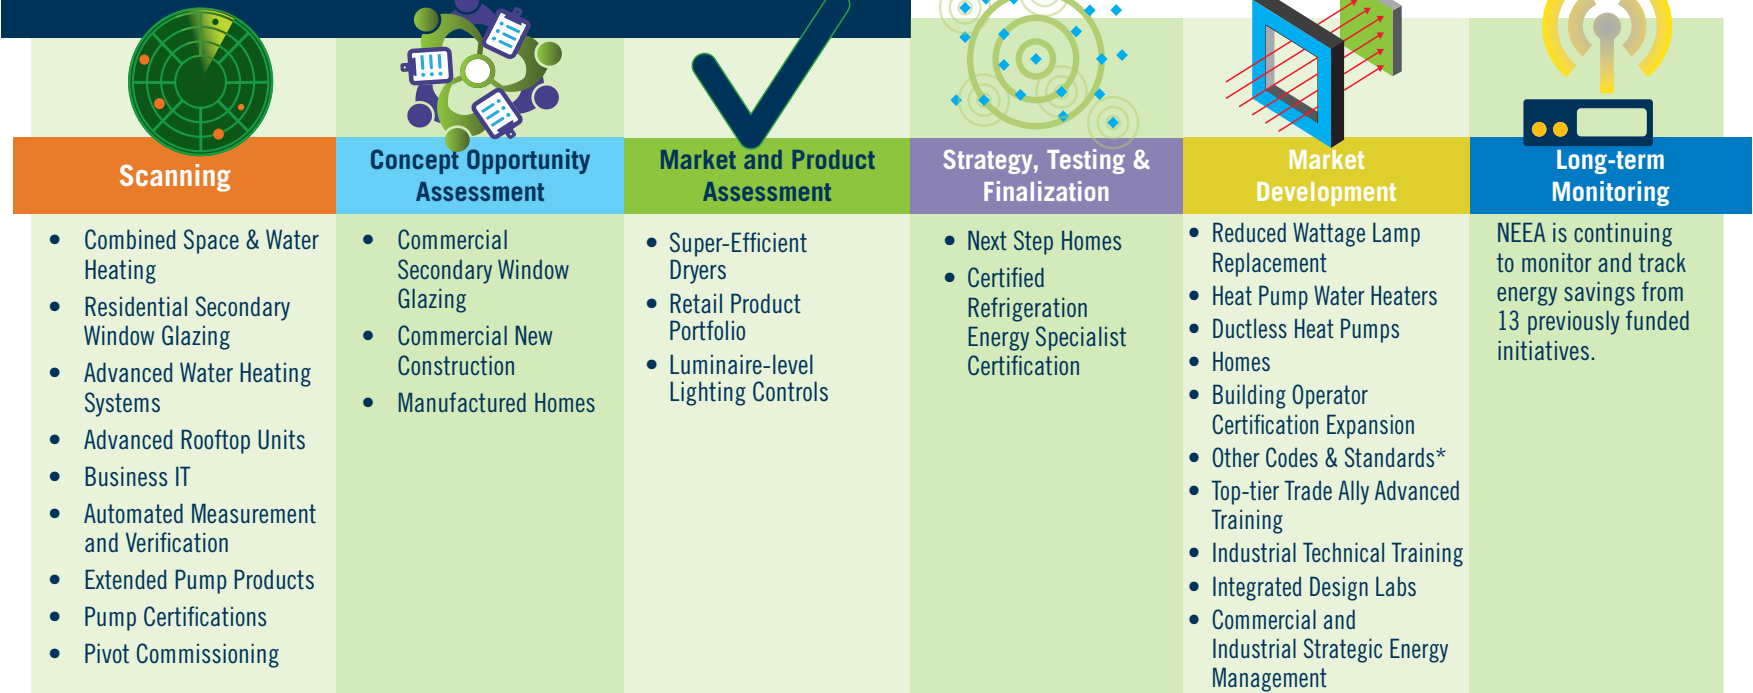 Scanning
• Combined Space & Water
Heating
• Residential Secondary
Window Glazing
• Advanced Water Heating
Systems
• Advanced Rooftop Units
• Business IT
• Automated Measurement
and Verification
• Extended Pump Products
• Pump Certifications
• Pivot Commissioning
Concept Opportunity
Assessment
• Commercial
Secondary Window
Glazing
• Commercial New
Construction
• Manufactured Homes
Market and Product
Assessment
• Super-Efficient
Dryers
• Retail Product
Portfolio
• Luminaire-level
Lighting Controls
Strategy, Testing &
Finalization
• Next Step Homes
• Certified
Refrigeration
Energy Specialist
Certification
Market
Development
• Reduced Wattage Lamp
Replacement
• Heat Pump Water Heaters
• Ductless Heat Pumps
• Homes
• Building Operator
Certification Expansion
• Other Codes & Standards*
• Top-tier Trade Ally Advanced
Training
• Industrial Technical Training
• Integrated Design Labs
• Commercial and
Industrial Strategic Energy
Management
Long-term
Monitoring
NEEA is continuing
to monitor and track
energy savings from
13 previously funded
initiatives.